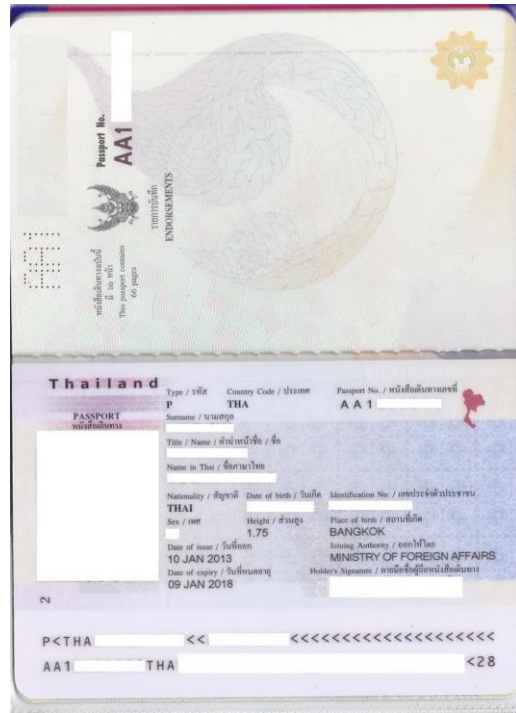 Passport No.
AA1
รายการบันทึก
ENDORSEMENTS
หนังสือเดินทางฉบับนี้
มี ๖๖ หน้า
This passport contains
66 pages
Thailand
PASSPORT
หนังสือเดินทาง
Type / รหัส Country Code / ประเทศ Passport No. / หนังสือเดินทางเลขที่
P THA AA1
Surname / นามสกุล
Title / Name / คำนำหน้าชื่อ / ชื่อ
Name in Thai / ชื่อภาษาไทย
Nationality / สัญชาติ Date of birth / วันเกิด Identification No. / เลขประจำตัวประชาชน
THAI
Sex / เพศ Height / ส่วนสูง Place of birth / สถานที่เกิด
1.75 BANGKOK
Date of issue / วันที่ออก Issuing Authority / ออกให้โดย
10 JAN 2013 MINISTRY OF FOREIGN AFFAIRS
Date of expiry / วันที่หมดอายุ Holder's Signature / ลายมือชื่อผู้ถือหนังสือเดินทาง
09 JAN 2018
2
P<THA << <<<<<<<<<<<<<<<<<<<<<
AA1 THA <28